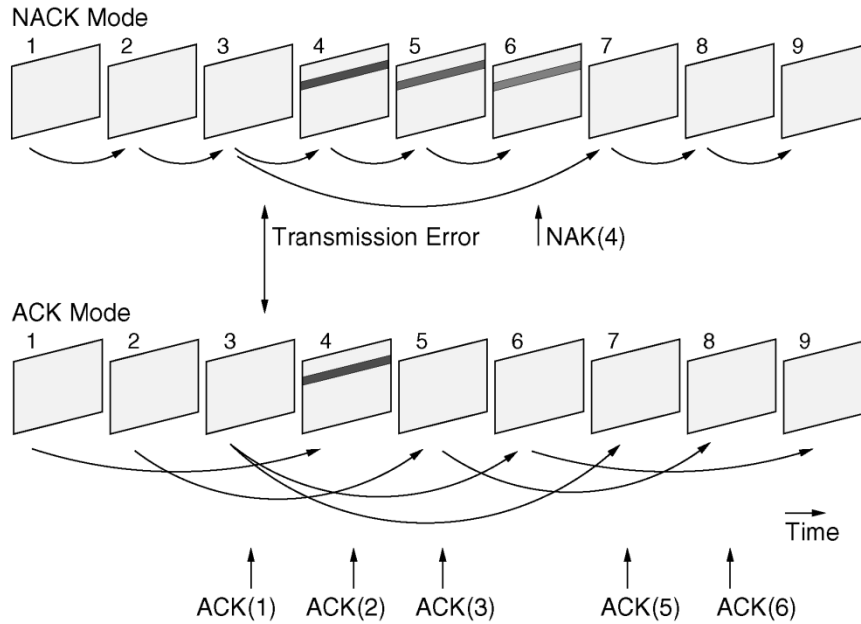 NACK Mode
1 2 3 4 5 6 7 8 9
Transmission Error NAK(4)
ACK Mode
1 2 3 4 5 6 7 8 9
Time
ACK(1) ACK(2) ACK(3) ACK(5) ACK(6)